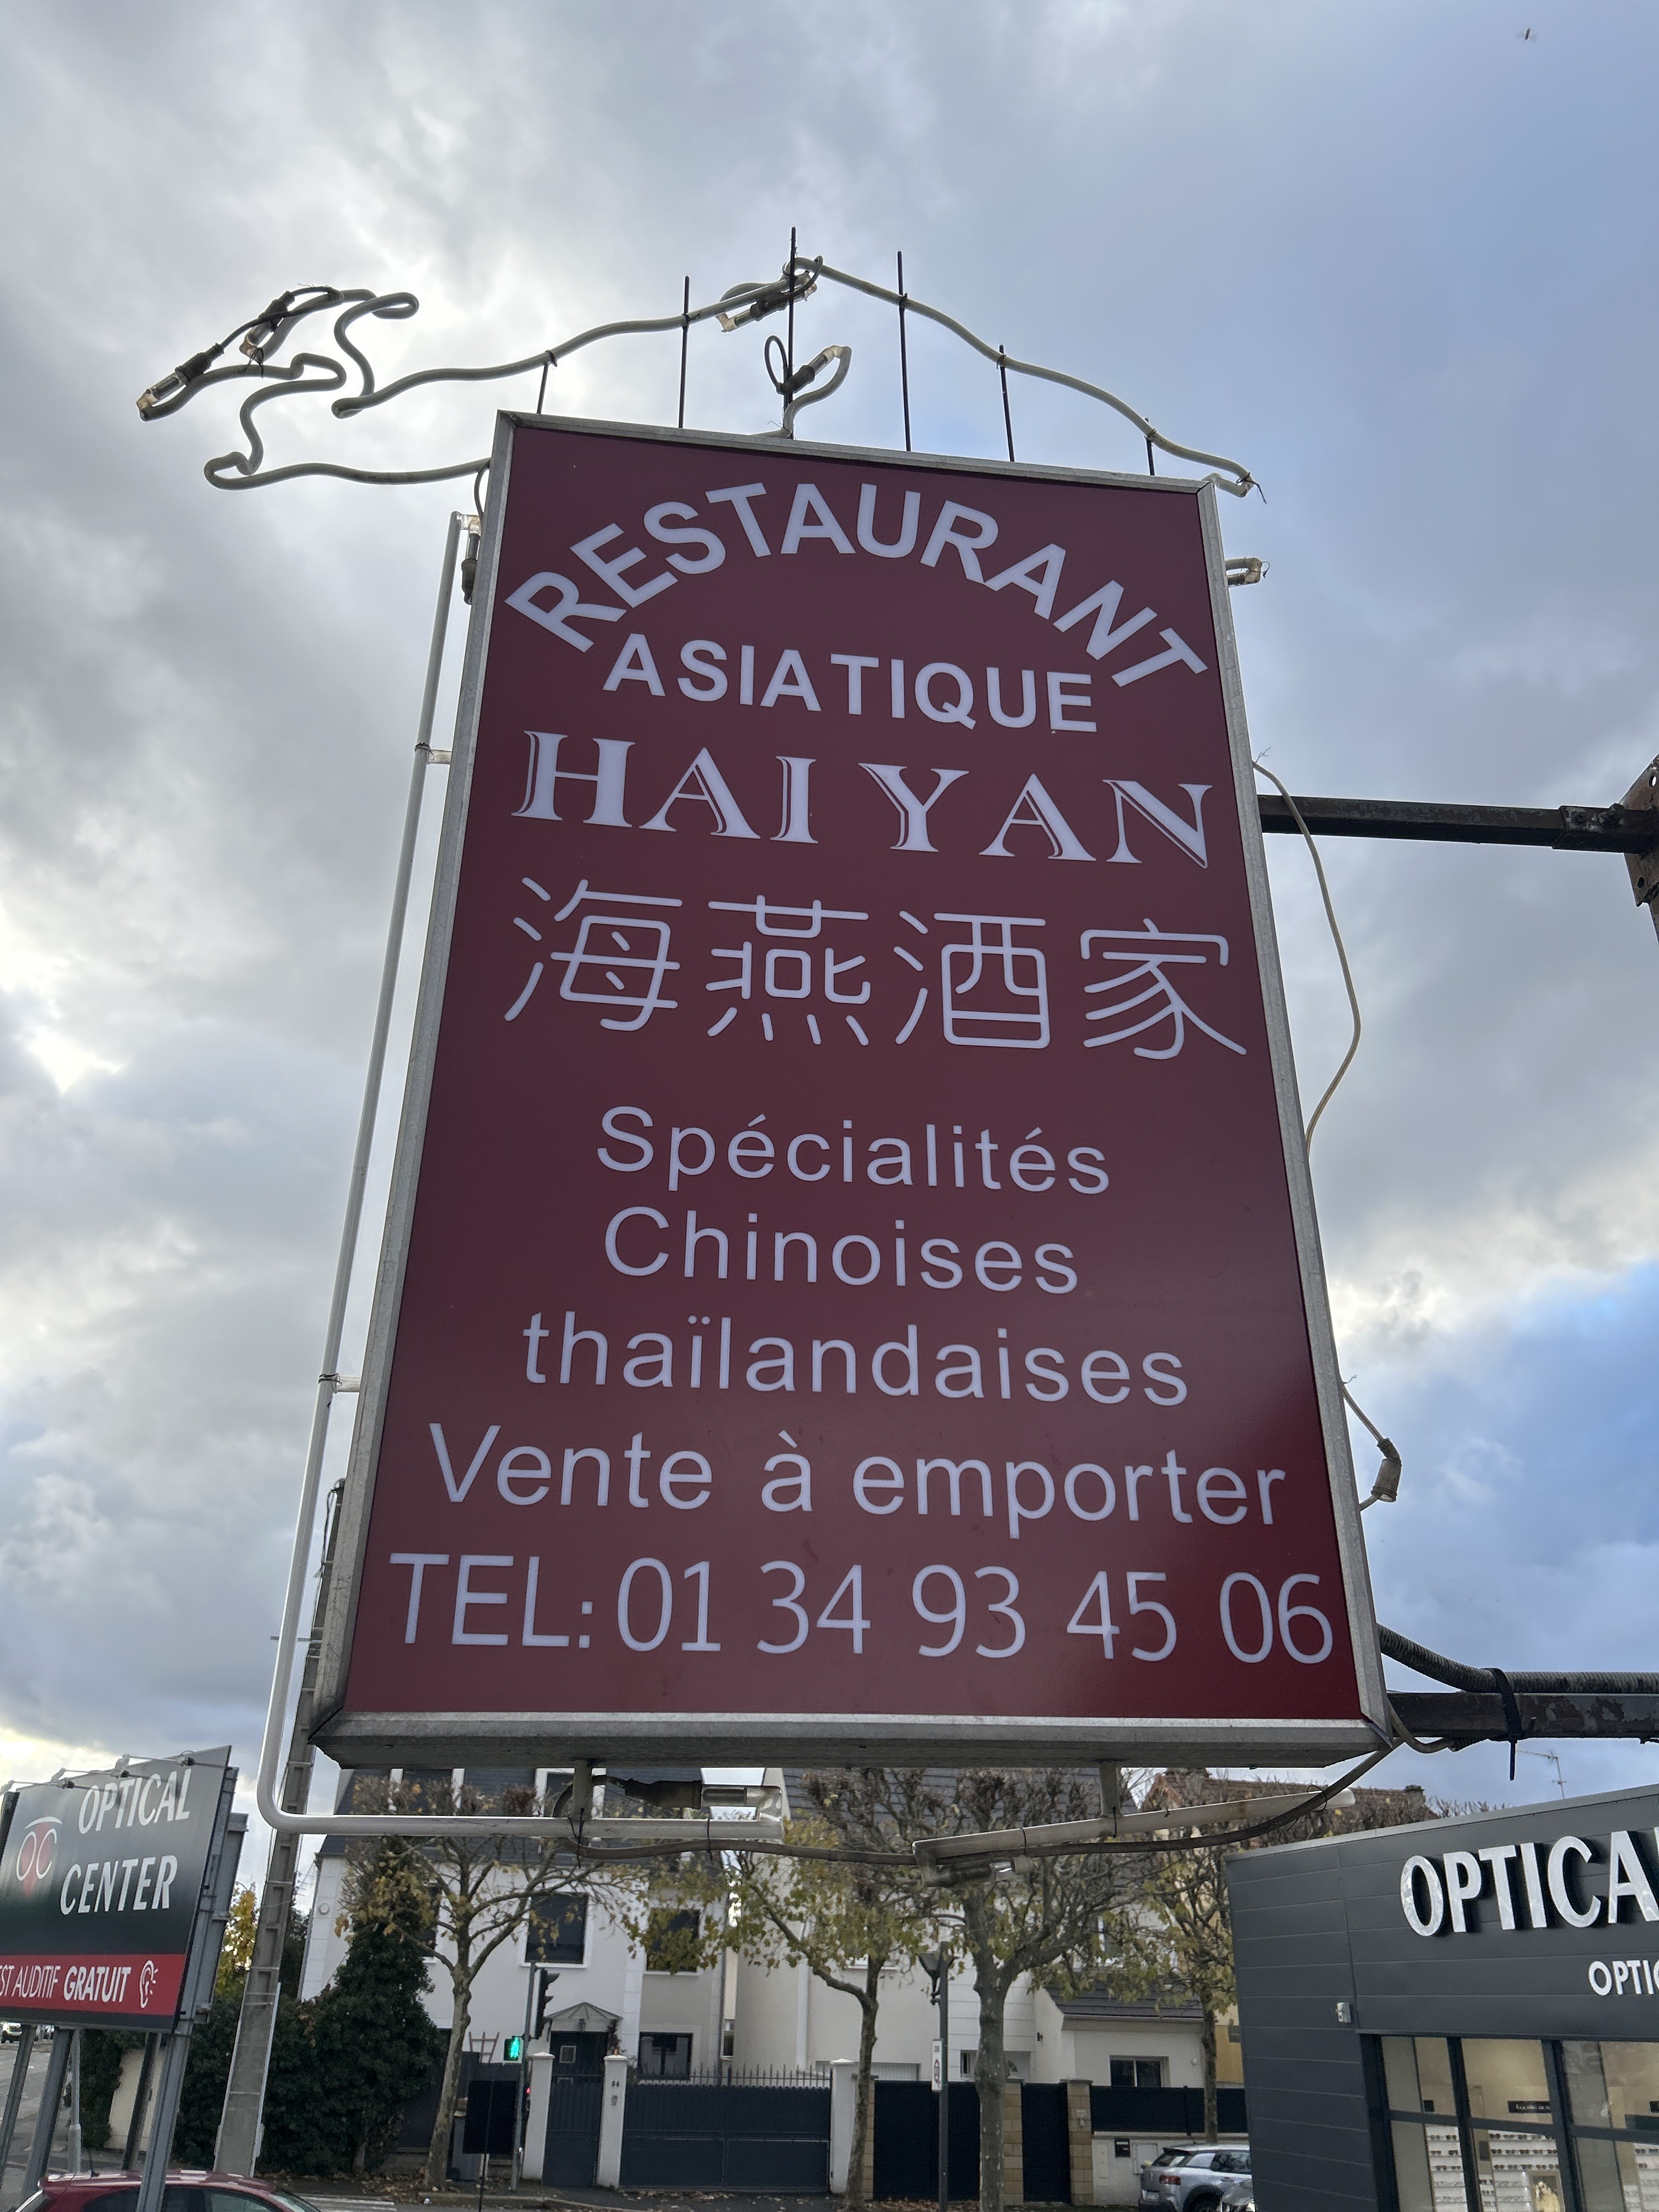 RESTAURANT
ASIATIQUE
HAI YAN
海燕酒家
Spécialités
Chinoises
thaïlandaises
Vente à emporter
TEL: 01 34 93 45 06
OPTICAL
CENTER
GRATUIT
AUDITIF